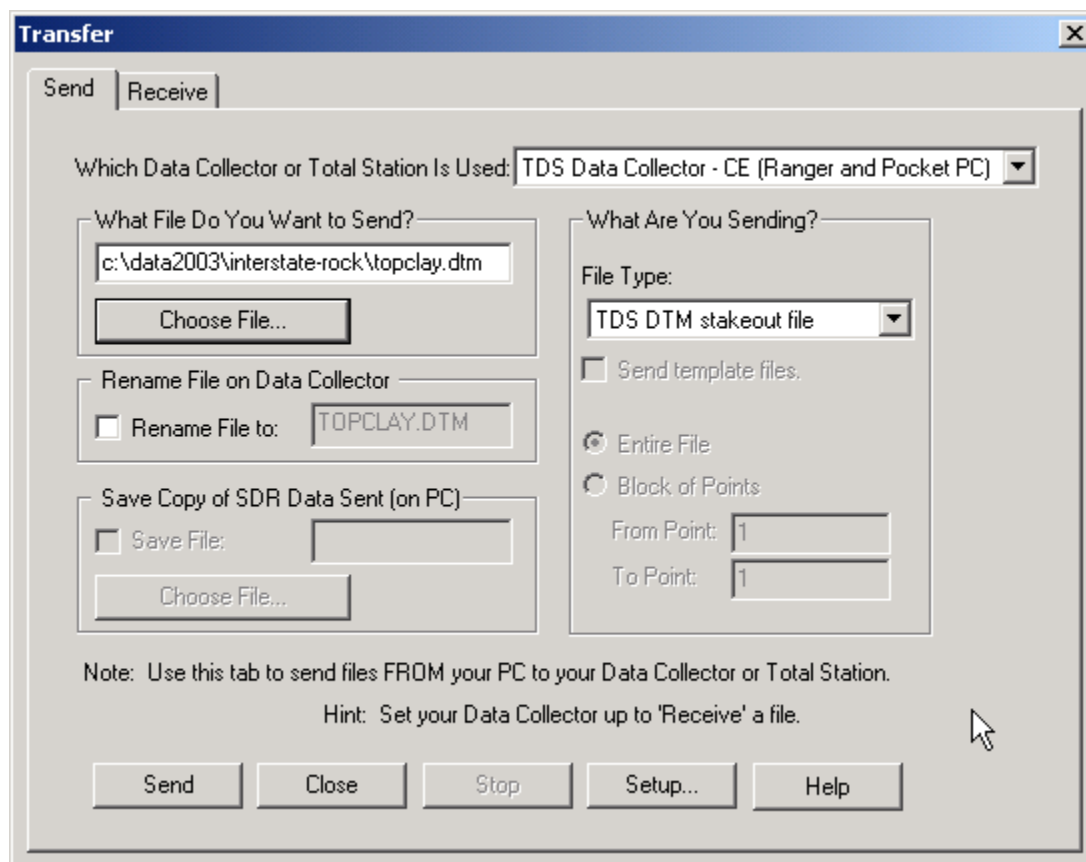 Transfer
Send
Receive
Which Data Collector or Total Station Is Used:
TDS Data Collector - CE (Ranger and Pocket PC)
What File Do You Want to Send?
c:\data2003\interstate-rock\topclay.dtm
Choose File...
Rename File on Data Collector
Rename File to:
TOPCLAY.DTM
Save Copy of SDR Data Sent (on PC)
Save File:
Choose File...
What Are You Sending?
File Type:
TDS DTM stakeout file
Send template files.
Entire File
Block of Points
From Point:
1
To Point:
1
Note: Use this tab to send files FROM your PC to your Data Collector or Total Station.
Hint: Set your Data Collector up to 'Receive' a file.
Send
Close
Stop
Setup...
Help